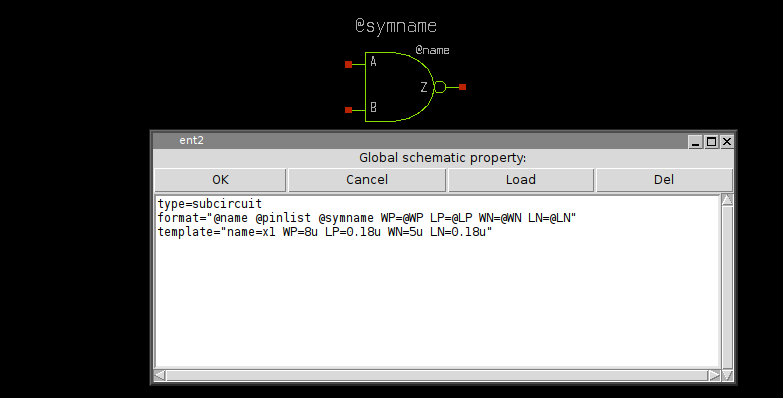 @symname
@name
A
Z
B
ent2
Global schematic property:
OK Cancel Load Del
type=subcircuit
format="@name @pinlist @symname WP=@WP LP=@LP WN=@WN LN=@LN"
template="name=x1 WP=8u LP=0.18u WN=5u LN=0.18u"